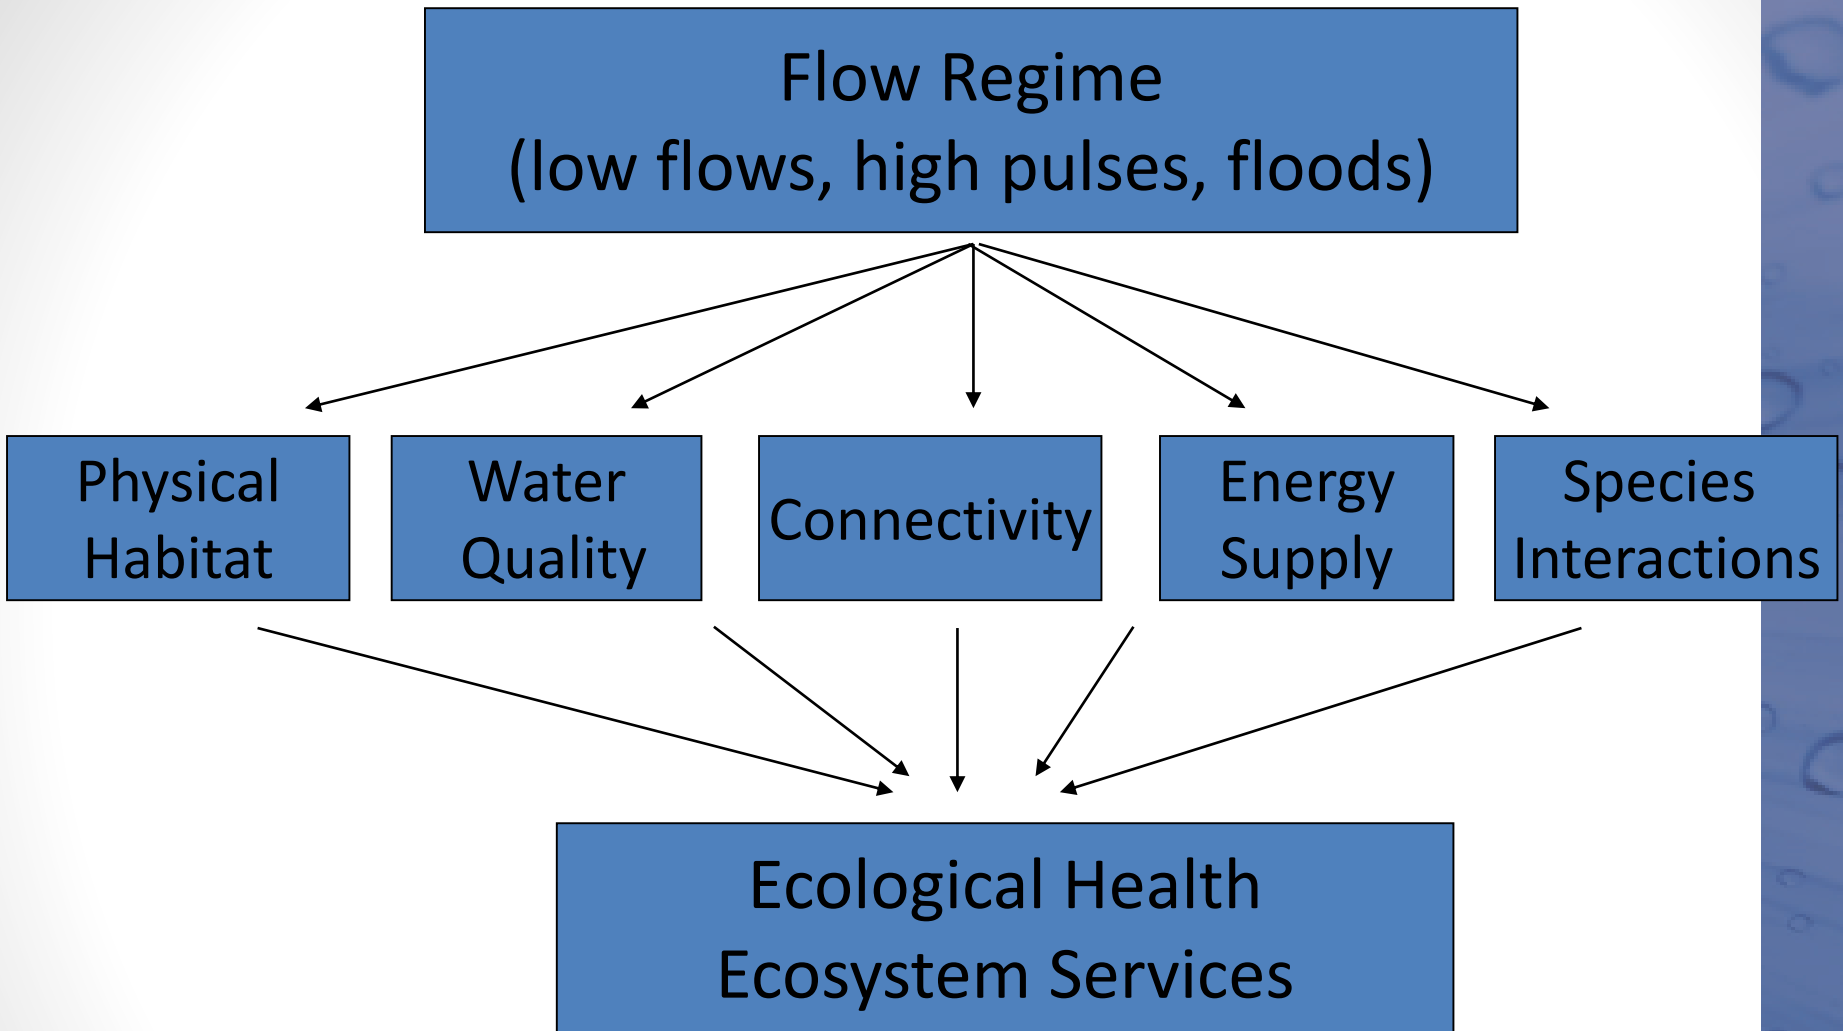 Flow Regime
(low flows, high pulses, floods)
Physical
Habitat
Water
Quality
Connectivity
Energy
Supply
Species
Interactions
Ecological Health
Ecosystem Services